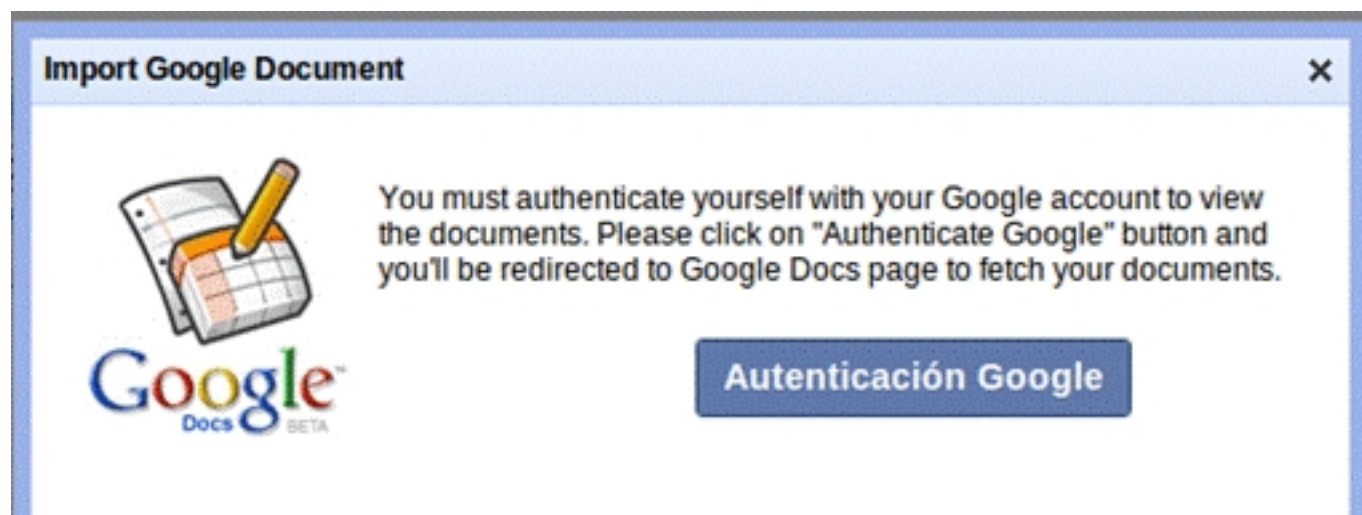 Import Google Document
You must authenticate yourself with your Google account to view
the documents. Please click on "Authenticate Google" button and
you'll be redirected to Google Docs page to fetch your documents.
Google™
Docs BETA
Autenticación Google